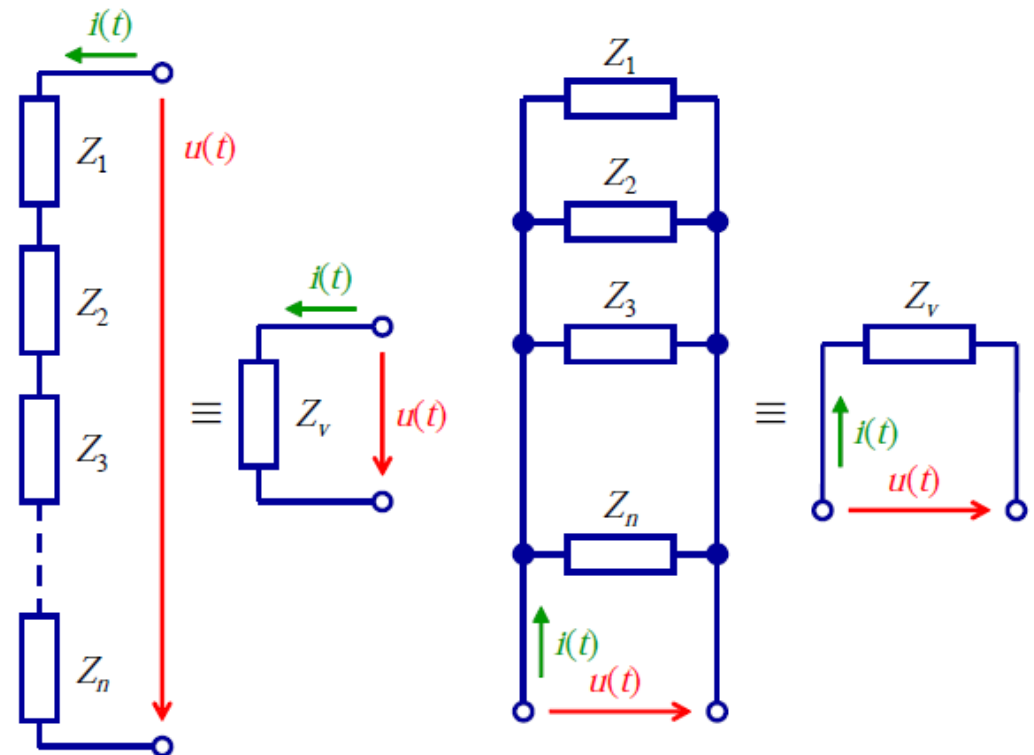 i(t)
Z₁
u(t)
Z₂
Z₃
Zₙ
≡
i(t)
Zᵥ
u(t)
Z₁
Z₂
Z₃
Zₙ
i(t)
u(t)
≡
Zᵥ
i(t)
u(t)